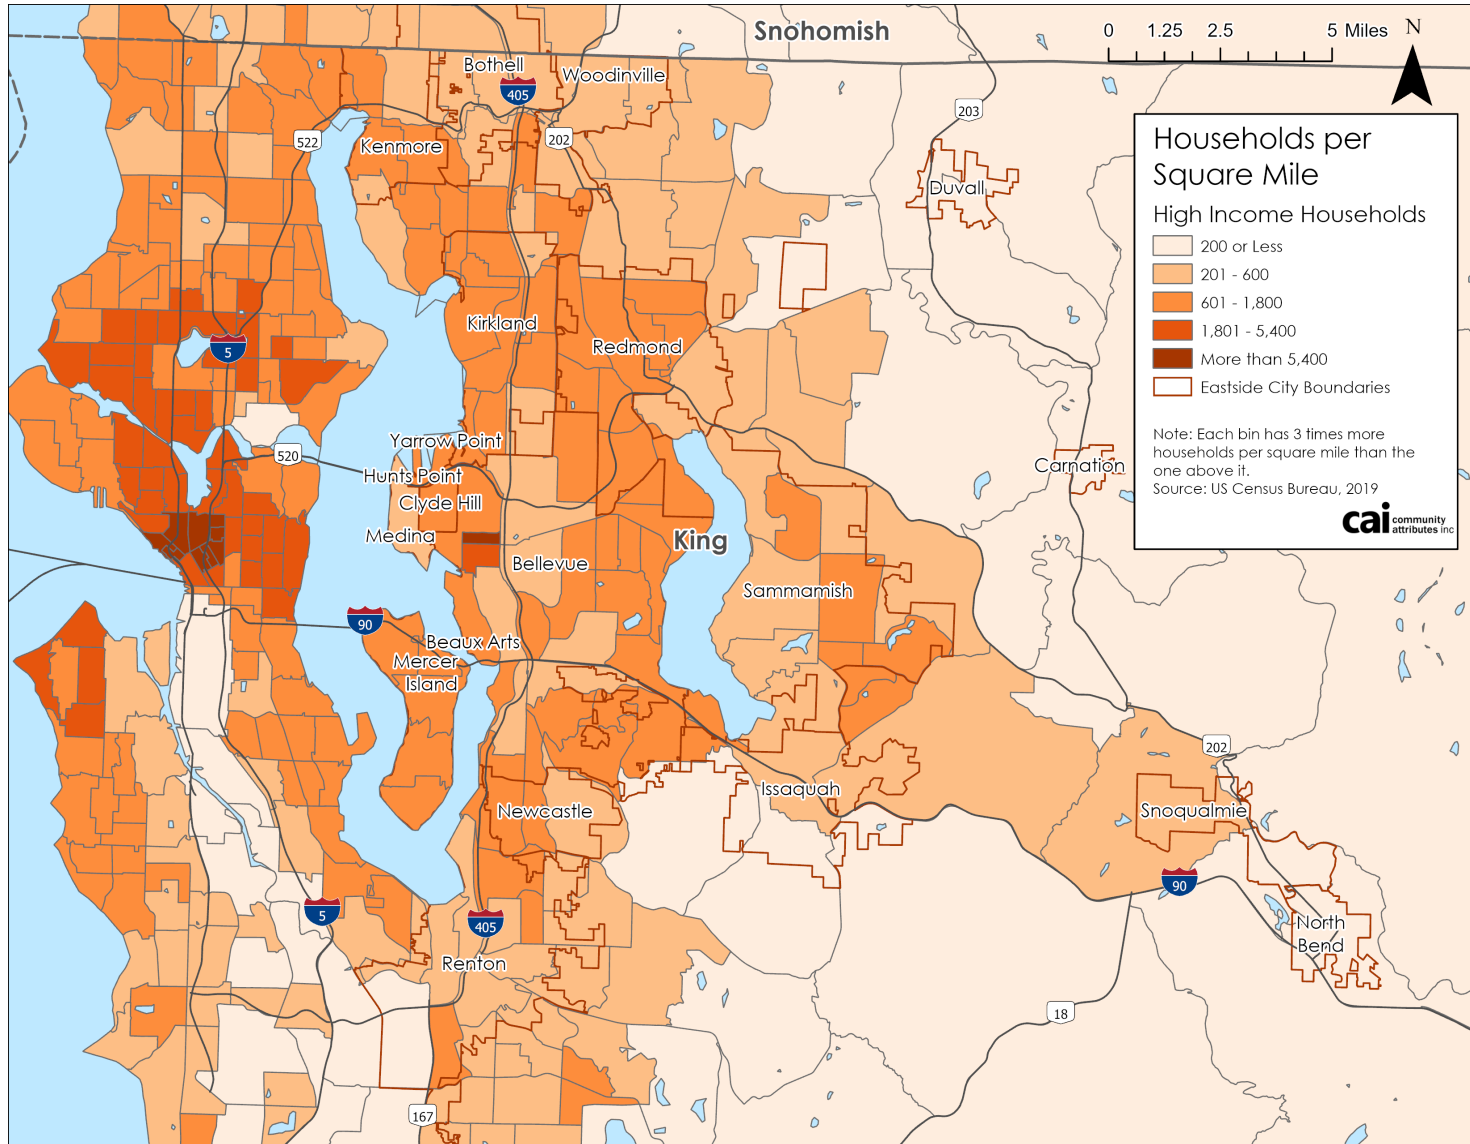 Snohomish
0 1.25 2.5 5 Miles
N
Bothell
Woodinville
405
203
522
202
Kenmore
Duvall
Households per
Square Mile
High Income Households
200 or Less
201 - 600
601 - 1,800
1,801 - 5,400
More than 5,400
Eastside City Boundaries
Note: Each bin has 3 times more
households per square mile than the
one above it.
Source: US Census Bureau, 2019
cai community
attributes inc
Kirkland
Redmond
5
Yarrow Point
520
Hunts Point
Carnation
Clyde Hill
Medina
King
Bellevue
Sammamish
90
Beaux Arts
Mercer
Island
202
Issaquah
Newcastle
Snoqualmie
90
5
405
North
Bend
Renton
18
167